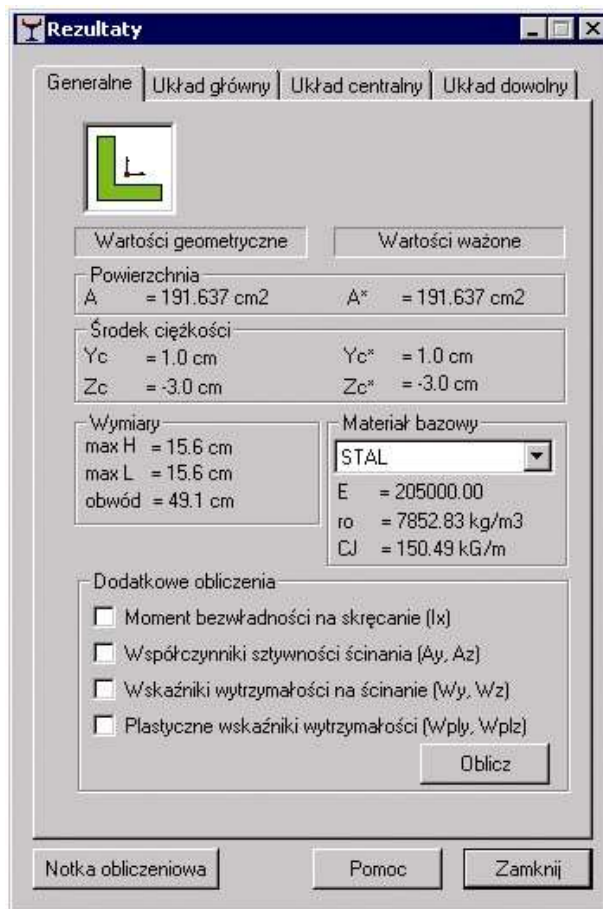 Rezultaty
Generalne Układ główny Układ centralny Układ dowolny
Wartości geometryczne Wartości ważone
Powierzchnia
A = 191.637 cm2 A* = 191.637 cm2
Środek ciężkości
Yc = 1.0 cm Yc* = 1.0 cm
Zc = -3.0 cm Zc* = -3.0 cm
Wymiary Materiał bazowy
max H = 15.6 cm STAL
max L = 15.6 cm E = 205000.00
obwód = 49.1 cm ro = 7852.83 kg/m3
CJ = 150.49 kG/m
Dodatkowe obliczenia
Moment bezwładności na skręcanie (Ix)
Współczynniki sztywności ścinania (Ay, Az)
Wskaźniki wytrzymałości na ścinanie (Wy, Wz)
Plastyczne wskaźniki wytrzymałości (Wply, Wplz)
Oblicz
Notka obliczeniowa Pomoc Zamknij